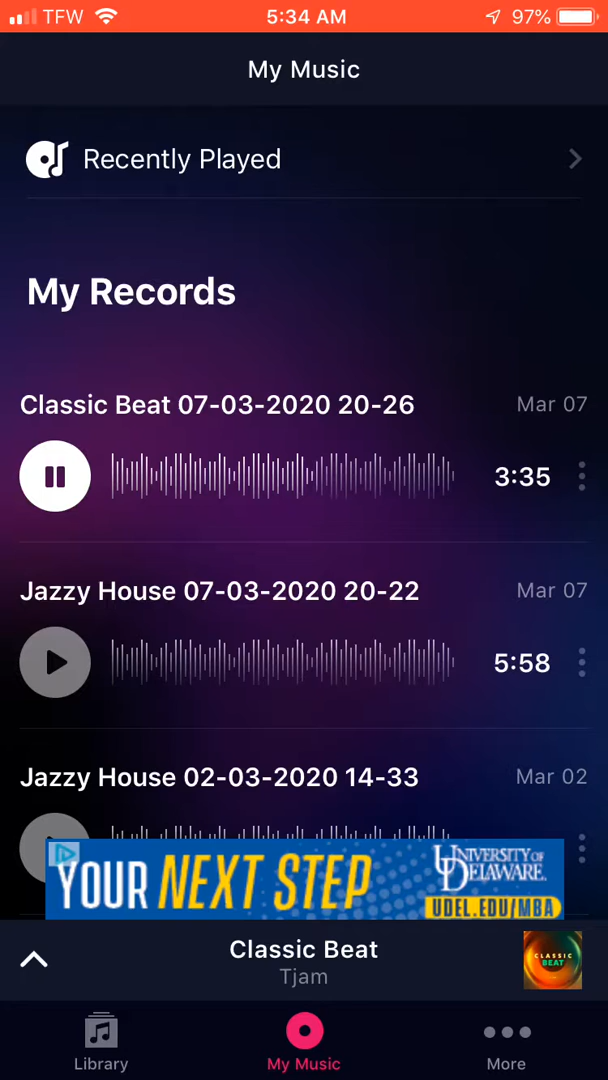 TFW 5:34 AM 97%
My Music
Recently Played
My Records
Classic Beat 07-03-2020 20-26 Mar 07
3:35
Jazzy House 07-03-2020 20-22 Mar 07
5:58
Jazzy House 02-03-2020 14-33 Mar 02
YOUR NEXT STEP
UNIVERSITY OF
DELAWARE.
UDEL.EDU/MBA
Classic Beat
Tjam
CLASSIC
BEAT
Library My Music More